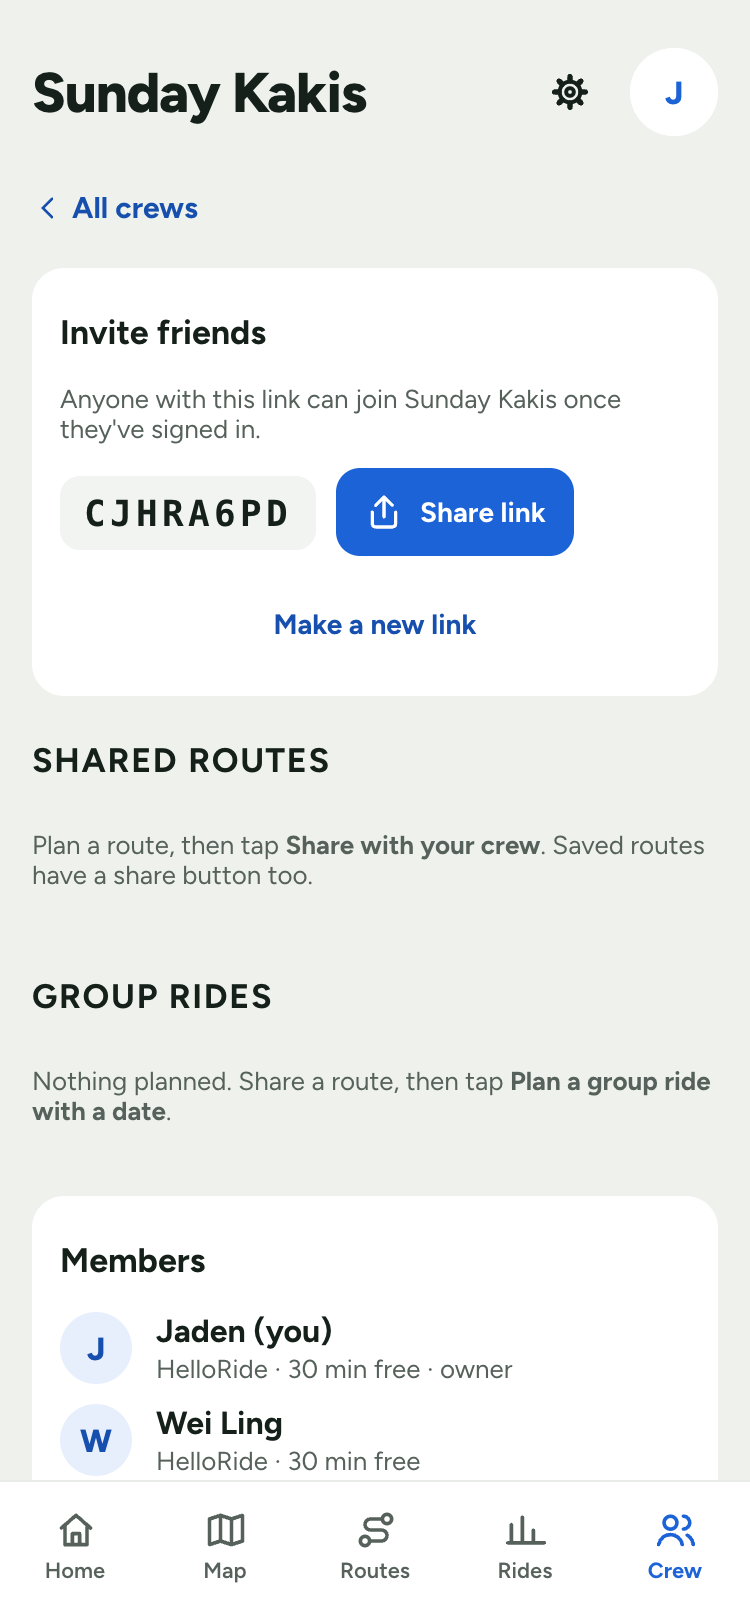 Sunday Kakis
J
All crews
Invite friends
Anyone with this link can join Sunday Kakis once
they've signed in.
CJHRA6PD
Share link
Make a new link
SHARED ROUTES
Plan a route, then tap Share with your crew. Saved routes
have a share button too.
GROUP RIDES
Nothing planned. Share a route, then tap Plan a group ride
with a date.
Members
J
Jaden (you)
HelloRide · 30 min free · owner
W
Wei Ling
HelloRide · 30 min free
Home
Map
Routes
Rides
Crew